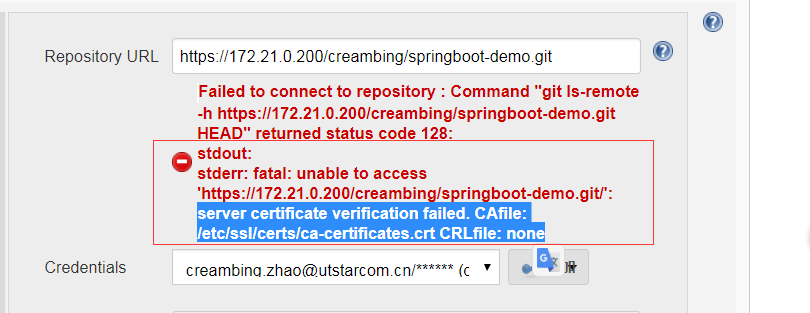 Repository URL
https://172.21.0.200/creambing/springboot-demo.git
Failed to connect to repository : Command "git ls-remote
-h https://172.21.0.200/creambing/springboot-demo.git
HEAD" returned status code 128:
stdout:
stderr: fatal: unable to access
'https://172.21.0.200/creambing/springboot-demo.git/':
server certificate verification failed. CAfile:
/etc/ssl/certs/ca-certificates.crt CRLfile: none
Credentials
creambing.zhao@utstarcom.cn/****** (c